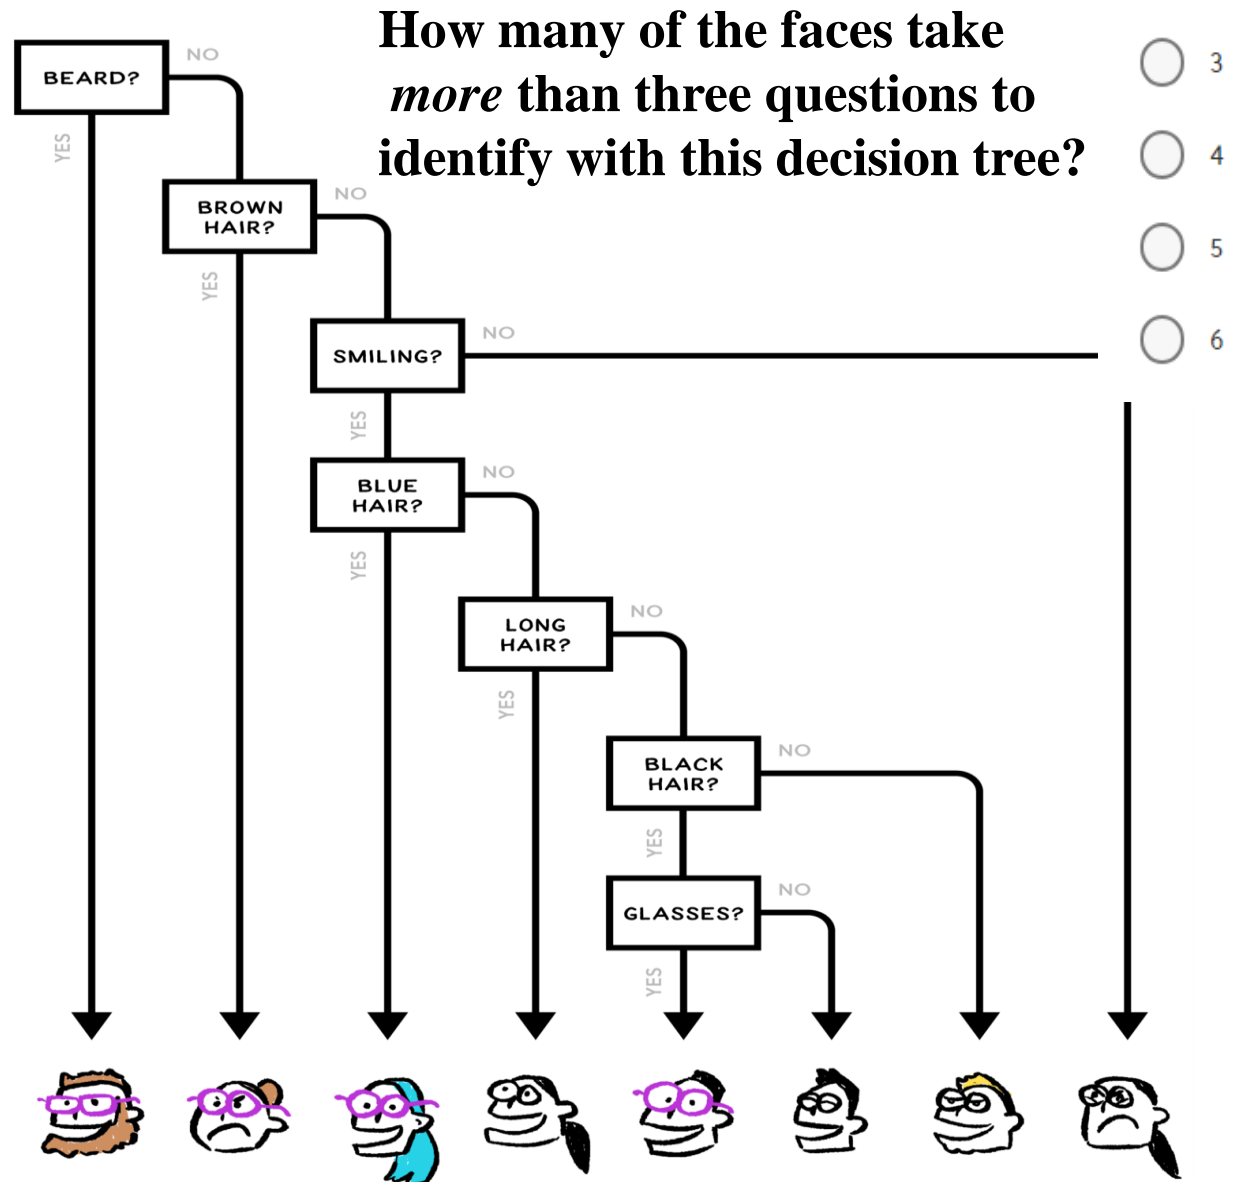 How many of the faces take
more than three questions to
identify with this decision tree?
3
4
5
6
BEARD?
NO
YES
BROWN
HAIR?
NO
YES
SMILING?
NO
YES
BLUE
HAIR?
NO
YES
LONG
HAIR?
NO
YES
BLACK
HAIR?
NO
YES
GLASSES?
NO
YES